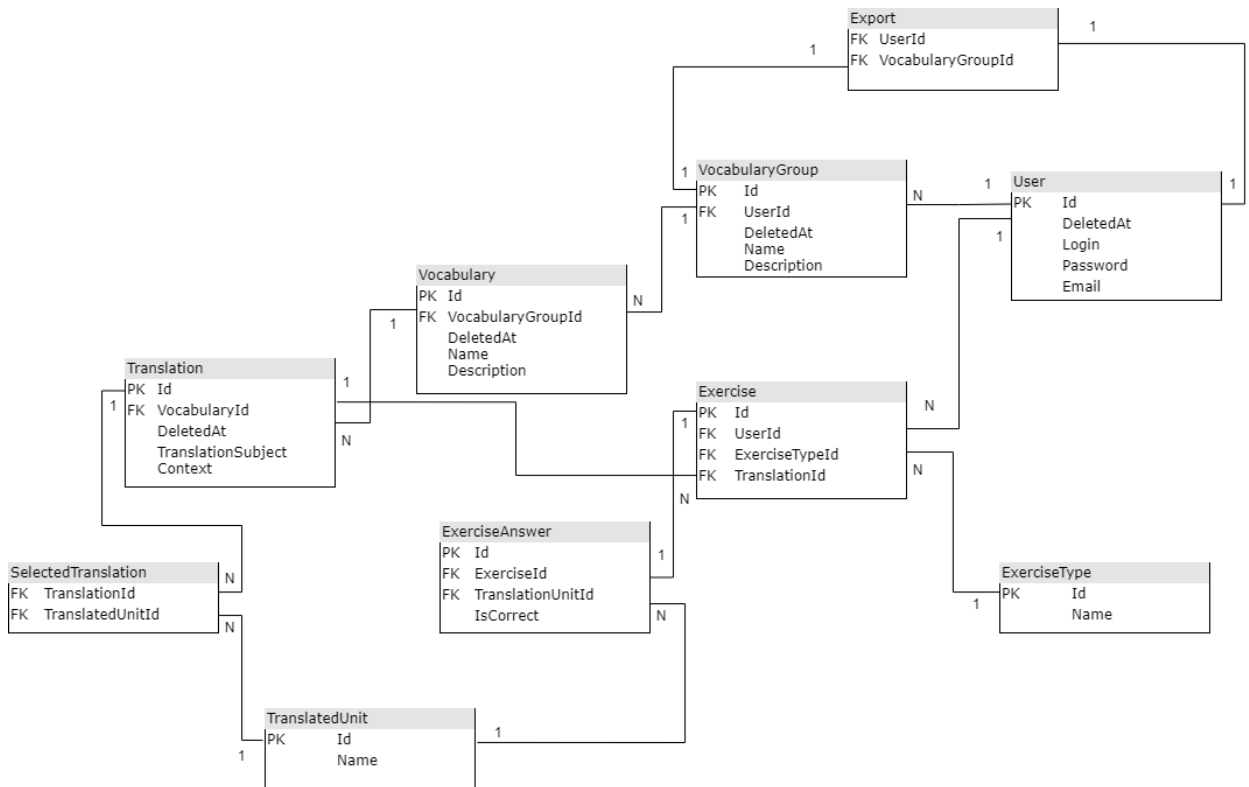 Export
FK UserId
FK VocabularyGroupId
1
1
1
VocabularyGroup
PK Id
FK UserId
DeletedAt
Name
Description
1
N
1
User
PK Id
DeletedAt
Login
Password
Email
1
1
Vocabulary
PK Id
FK VocabularyGroupId
DeletedAt
Name
Description
N
1
Translation
PK Id
FK VocabularyId
DeletedAt
TranslationSubject
Context
1
1
N
Exercise
PK Id
FK UserId
FK ExerciseTypeId
FK TranslationId
1
N
N
N
ExerciseAnswer
PK Id
FK ExerciseId
FK TranslationUnitId
IsCorrect
1
N
SelectedTranslation
FK TranslationId
FK TranslatedUnitId
N
N
ExerciseType
PK Id
Name
1
TranslatedUnit
PK Id
Name
1
1